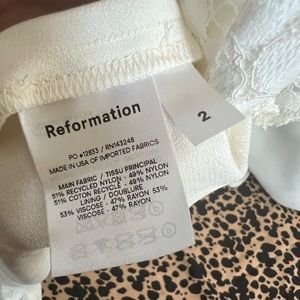 Reformation
2
PO #12633 / RN143248
MADE IN USA OF IMPORTED FABRICS
MAIN FABRIC / TISSU PRINCIPAL
51% RECYCLED NYLON - 49% NYLON
51% COTON RECYCLE - 49% NYLON
LINING / DOUBLURE
53% VISCOSE - 47% RAYON 53%
VISCOSE - 47% RAYON